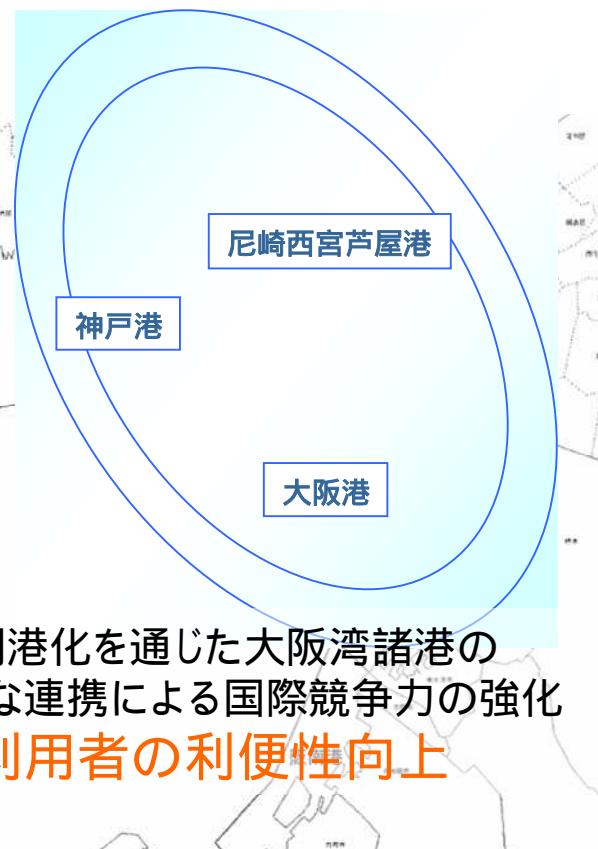 尼崎西宮芦屋港
神戸港
大阪港
港化を通じた大阪湾諸港の
な連携による国際競争力の強化
利用者の利便性向上